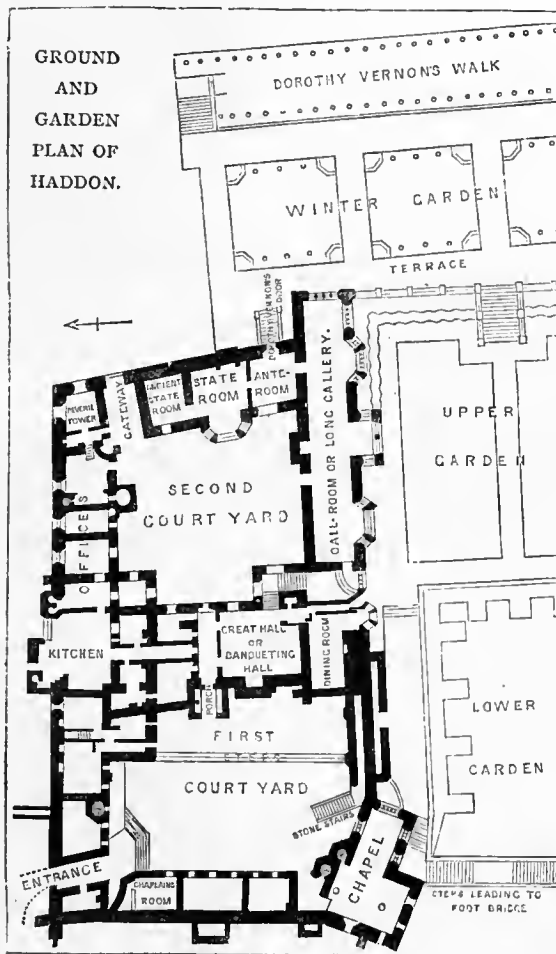 GROUND
AND
GARDEN
PLAN OF
HADDON.
DOROTHY VERNON'S WALK
WINTER GARDEN
TERRACE
DOROTHY VERNON'S
DOOR
GATEWAY
ANCIENT
STATE
ROOM
STATE
ROOM
ANTE-
ROOM
PEVERIL
TOWER
BALL-ROOM OR LONG GALLERY.
UPPER
GARDEN
SECOND
COURT YARD
OFFICES
KITCHEN
GREAT HALL
OR
BANQUETING
HALL
DINING ROOM
PORCH
FIRST
STEPS
COURT YARD
LOWER
GARDEN
STONE STAIRS
CHAPEL
ENTRANCE
CHAPLAINS
ROOM
STEPS LEADING TO
FOOT BRIDGE